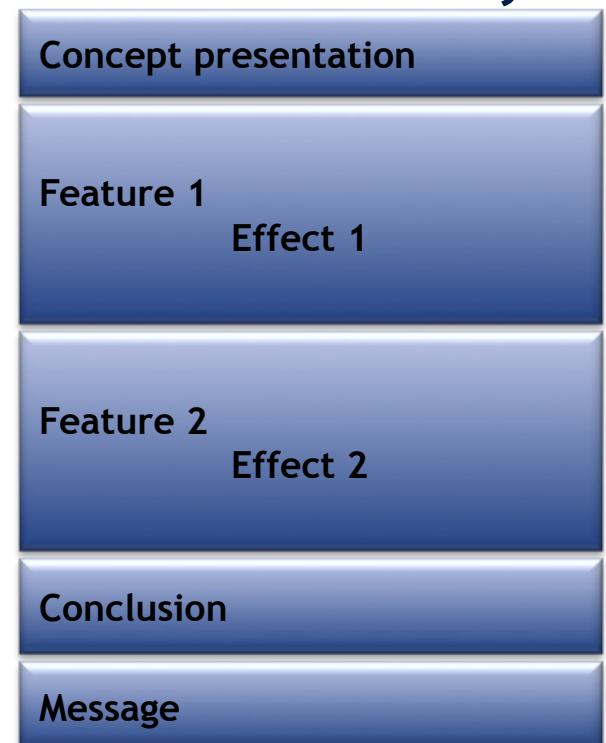 Concept presentation
Feature 1
Effect 1
Feature 2
Effect 2
Conclusion
Message